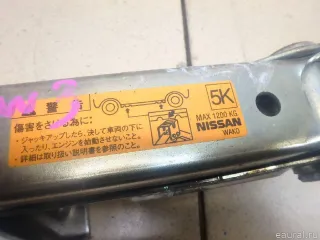 W3
警告
5K
MAX 1200 KG
NISSAN
WAKO
傷害をさける為に:
・ジャッキアップしたら、決して車両の下に
入ったり、エンジンを始動させないこと。
・詳細は取り扱い説明書を参照のこと。
eaural.ru